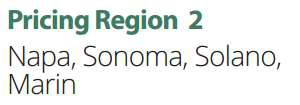 Pricing Region 2
Napa, Sonoma, Solano,
Marin